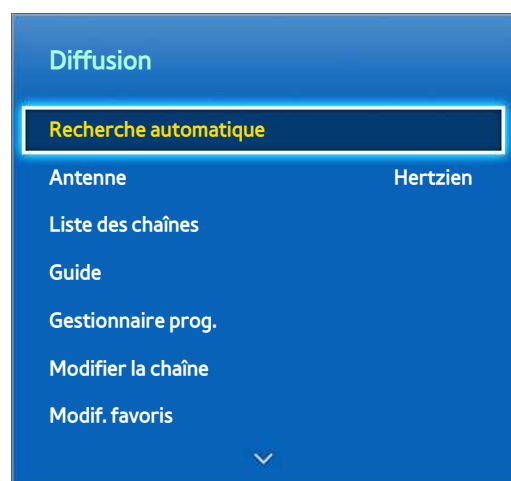 Diffusion
Recherche automatique
Antenne Hertzien
Liste des chaînes
Guide
Gestionnaire prog.
Modifier la chaîne
Modif. favoris